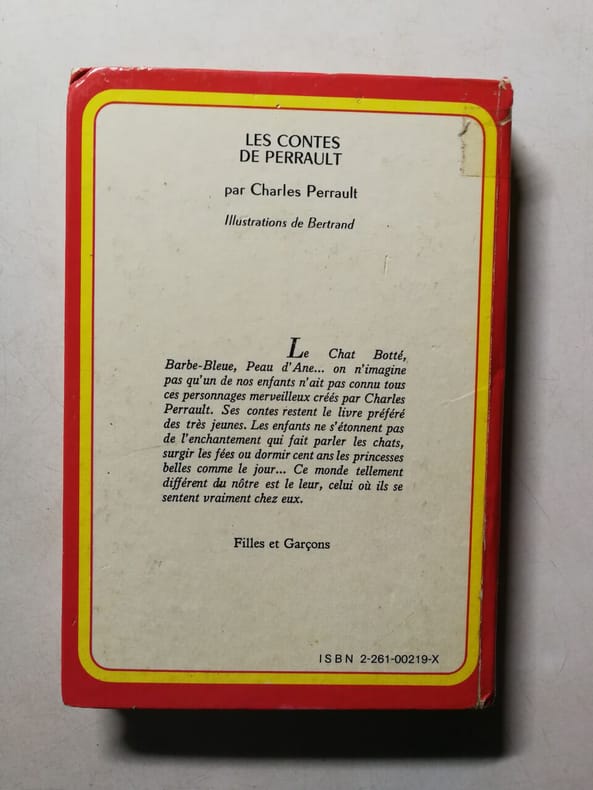 LES CONTES
DE PERRAULT
par Charles Perrault
Illustrations de Bertrand
Le Chat Botté,
Barbe-Bleue, Peau d'Ane... on n'imagine
pas qu'un de nos enfants n'ait pas connu tous
ces personnages merveilleux créés par Charles
Perrault. Ses contes restent le livre préféré
des très jeunes. Les enfants ne s'étonnent pas
de l'enchantement qui fait parler les chats,
surgir les fées ou dormir cent ans les princesses
belles comme le jour... Ce monde tellement
différent du nôtre est le leur, celui où ils se
sentent vraiment chez eux.
Filles et Garçons
ISBN 2-261-00219-X